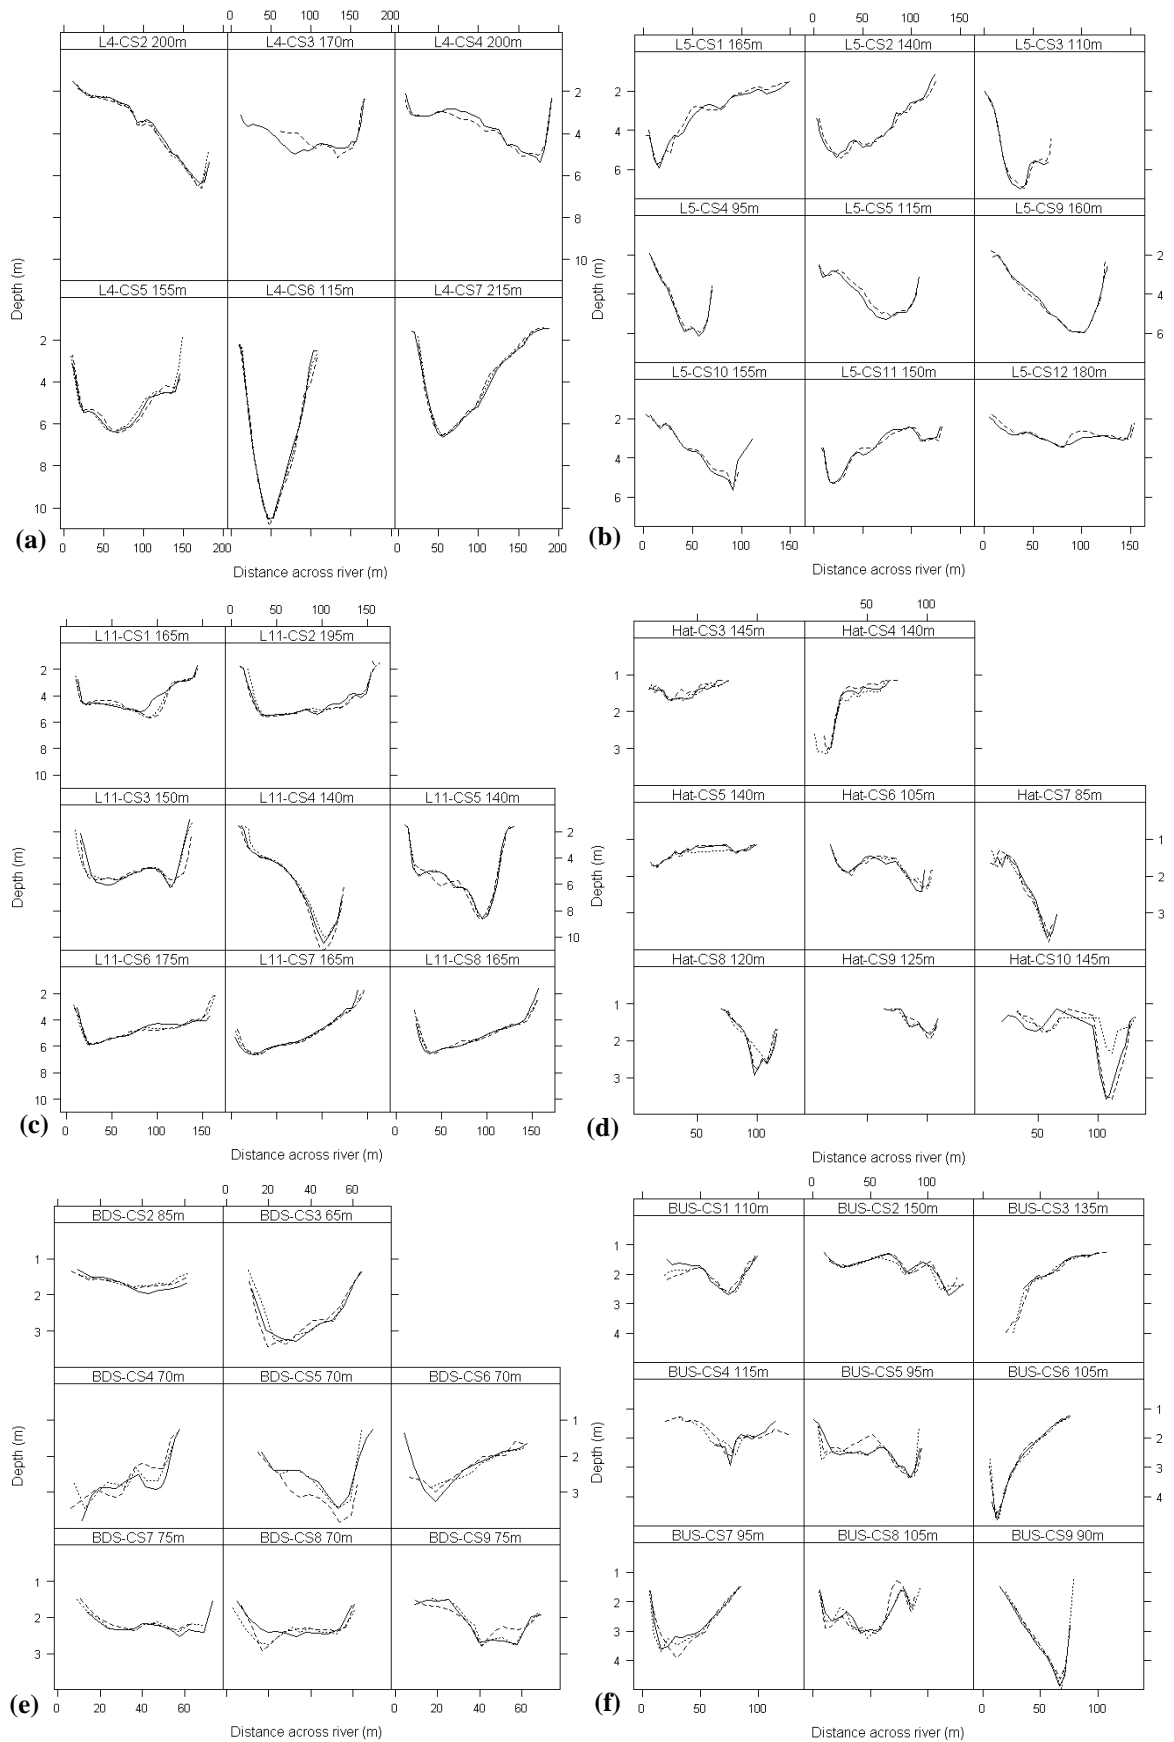 0 50 100 150 200
L4-CS2 200m L4-CS3 170m L4-CS4 200m
2
4
6
8
10
L4-CS5 155m L4-CS6 115m L4-CS7 215m
2
4
6
8
10
Depth (m)
0 50 100 150 200 0 50 100 150 200
Distance across river (m)
(a)
0 50 100 150
L5-CS1 165m L5-CS2 140m L5-CS3 110m
2
4
6
L5-CS4 95m L5-CS5 115m L5-CS9 160m
2
4
6
L5-CS10 155m L5-CS11 150m L5-CS12 180m
2
4
6
Depth (m)
0 50 100 150 0 50 100 150
Distance across river (m)
(b)
0 50 100 150
L11-CS1 165m L11-CS2 195m
2
4
6
8
10
L11-CS3 150m L11-CS4 140m L11-CS5 140m
2
4
6
8
10
L11-CS6 175m L11-CS7 165m L11-CS8 165m
2
4
6
8
10
Depth (m)
0 50 100 150
Distance across river (m)
(c)
50 100
Hat-CS3 145m Hat-CS4 140m
1
2
3
Hat-CS5 140m Hat-CS6 105m Hat-CS7 85m
1
2
3
Hat-CS8 120m Hat-CS9 125m Hat-CS10 145m
1
2
3
Depth (m)
50 100 50 100
Distance across river (m)
(d)
0 20 40 60
BDS-CS2 85m BDS-CS3 65m
1
2
3
BDS-CS4 70m BDS-CS5 70m BDS-CS6 70m
1
2
3
BDS-CS7 75m BDS-CS8 70m BDS-CS9 75m
1
2
3
Depth (m)
0 20 40 60 0 20 40 60
Distance across river (m)
(e)
0 50 100
BUS-CS1 110m BUS-CS2 150m BUS-CS3 135m
1
2
3
4
BUS-CS4 115m BUS-CS5 95m BUS-CS6 105m
1
2
3
4
BUS-CS7 95m BUS-CS8 105m BUS-CS9 90m
1
2
3
4
Depth (m)
0 50 100 0 50 100
Distance across river (m)
(f)